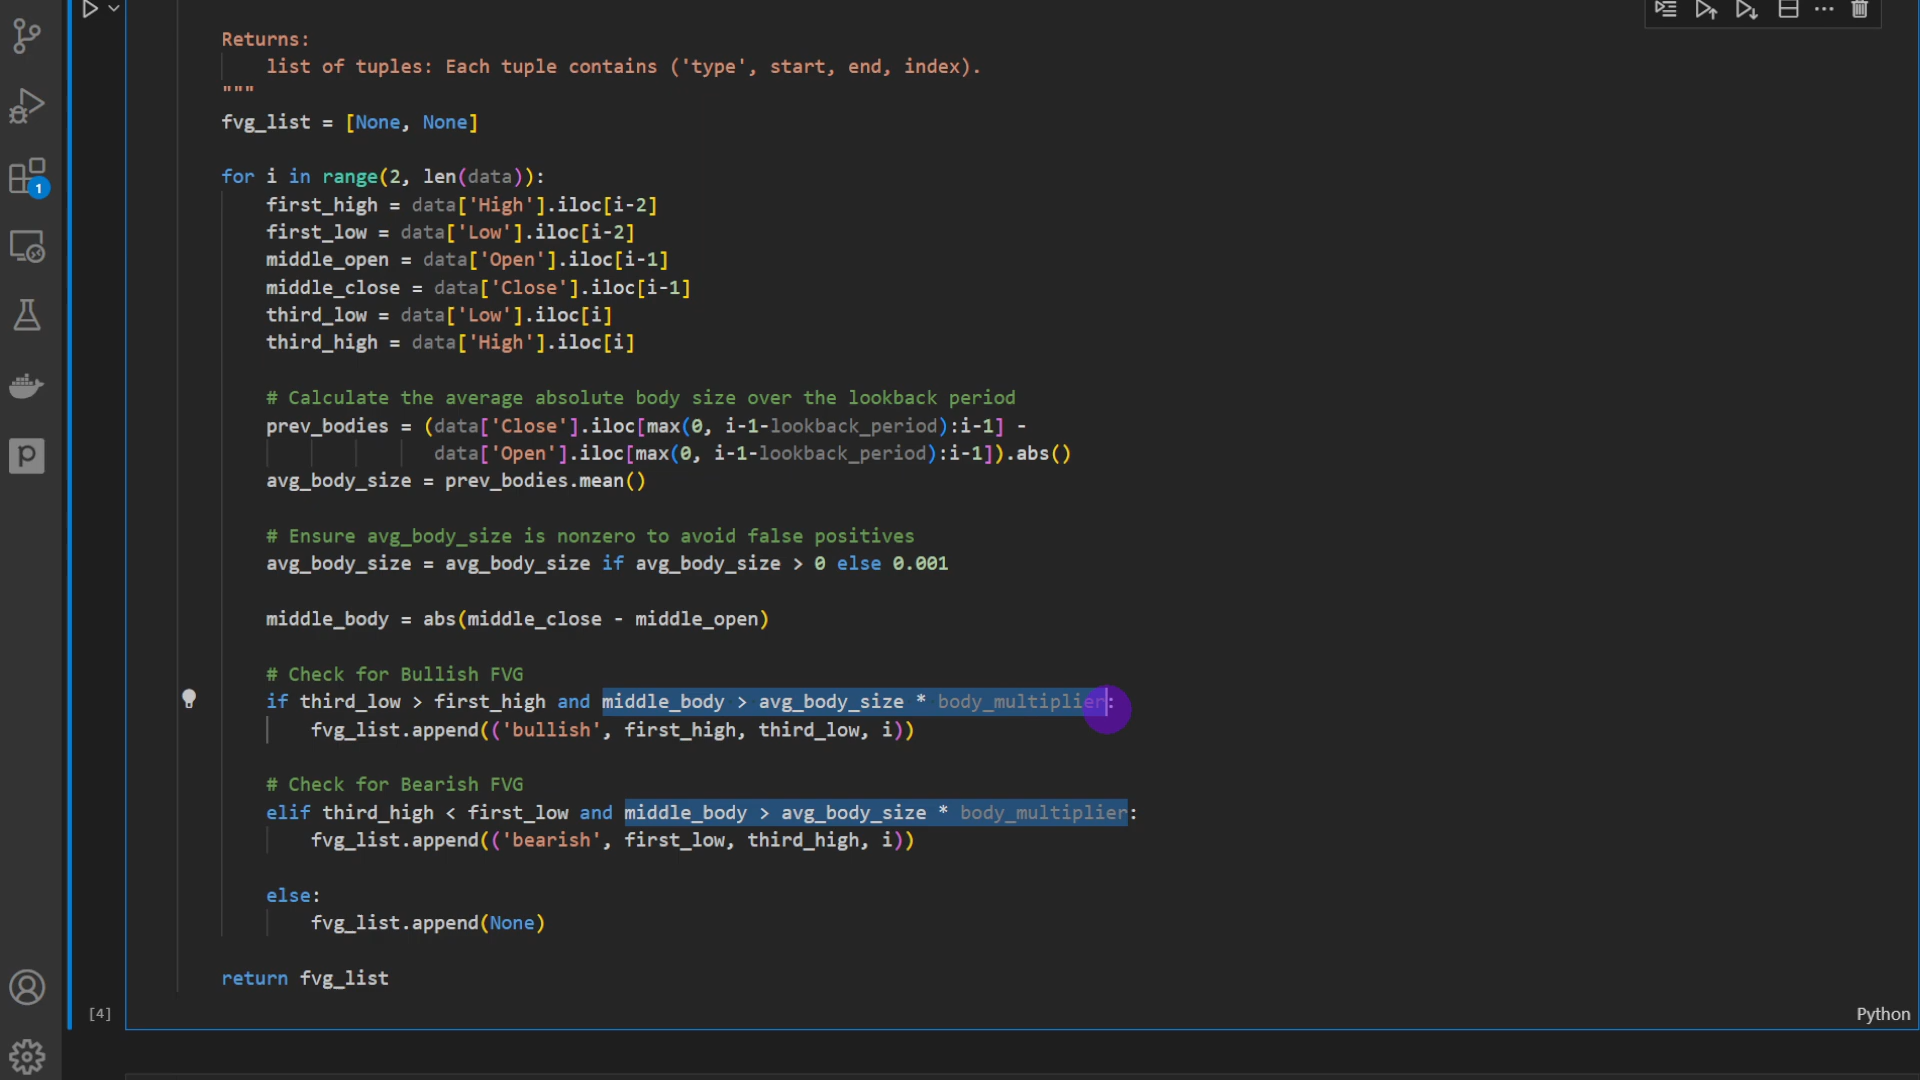 Returns:
list of tuples: Each tuple contains ('type', start, end, index).
"""
fvg_list = [None, None]
for i in range(2, len(data)):
first_high = data['High'].iloc[i-2]
first_low = data['Low'].iloc[i-2]
middle_open = data['Open'].iloc[i-1]
middle_close = data['Close'].iloc[i-1]
third_low = data['Low'].iloc[i]
third_high = data['High'].iloc[i]
# Calculate the average absolute body size over the lookback period
prev_bodies = (data['Close'].iloc[max(0, i-1-lookback_period):i-1] -
data['Open'].iloc[max(0, i-1-lookback_period):i-1]).abs()
avg_body_size = prev_bodies.mean()
# Ensure avg_body_size is nonzero to avoid false positives
avg_body_size = avg_body_size if avg_body_size > 0 else 0.001
middle_body = abs(middle_close - middle_open)
# Check for Bullish FVG
if third_low > first_high and middle_body > avg_body_size * body_multiplier:
fvg_list.append(('bullish', first_high, third_low, i))
# Check for Bearish FVG
elif third_high < first_low and middle_body > avg_body_size * body_multiplier:
fvg_list.append(('bearish', first_low, third_high, i))
else:
fvg_list.append(None)
return fvg_list
[4]
Python
1